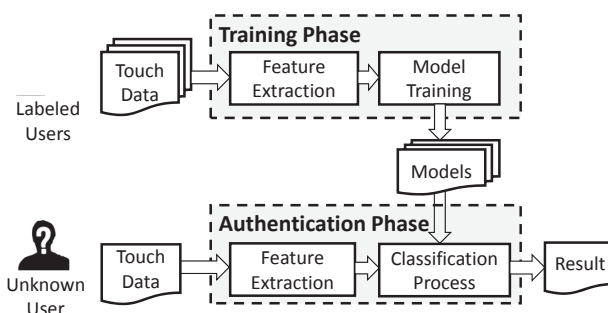 Training Phase
Touch
Data
Feature
Extraction
Model
Training
Labeled
Users
Models
Authentication Phase
?
Touch
Data
Feature
Extraction
Classification
Process
Result
Unknown
User